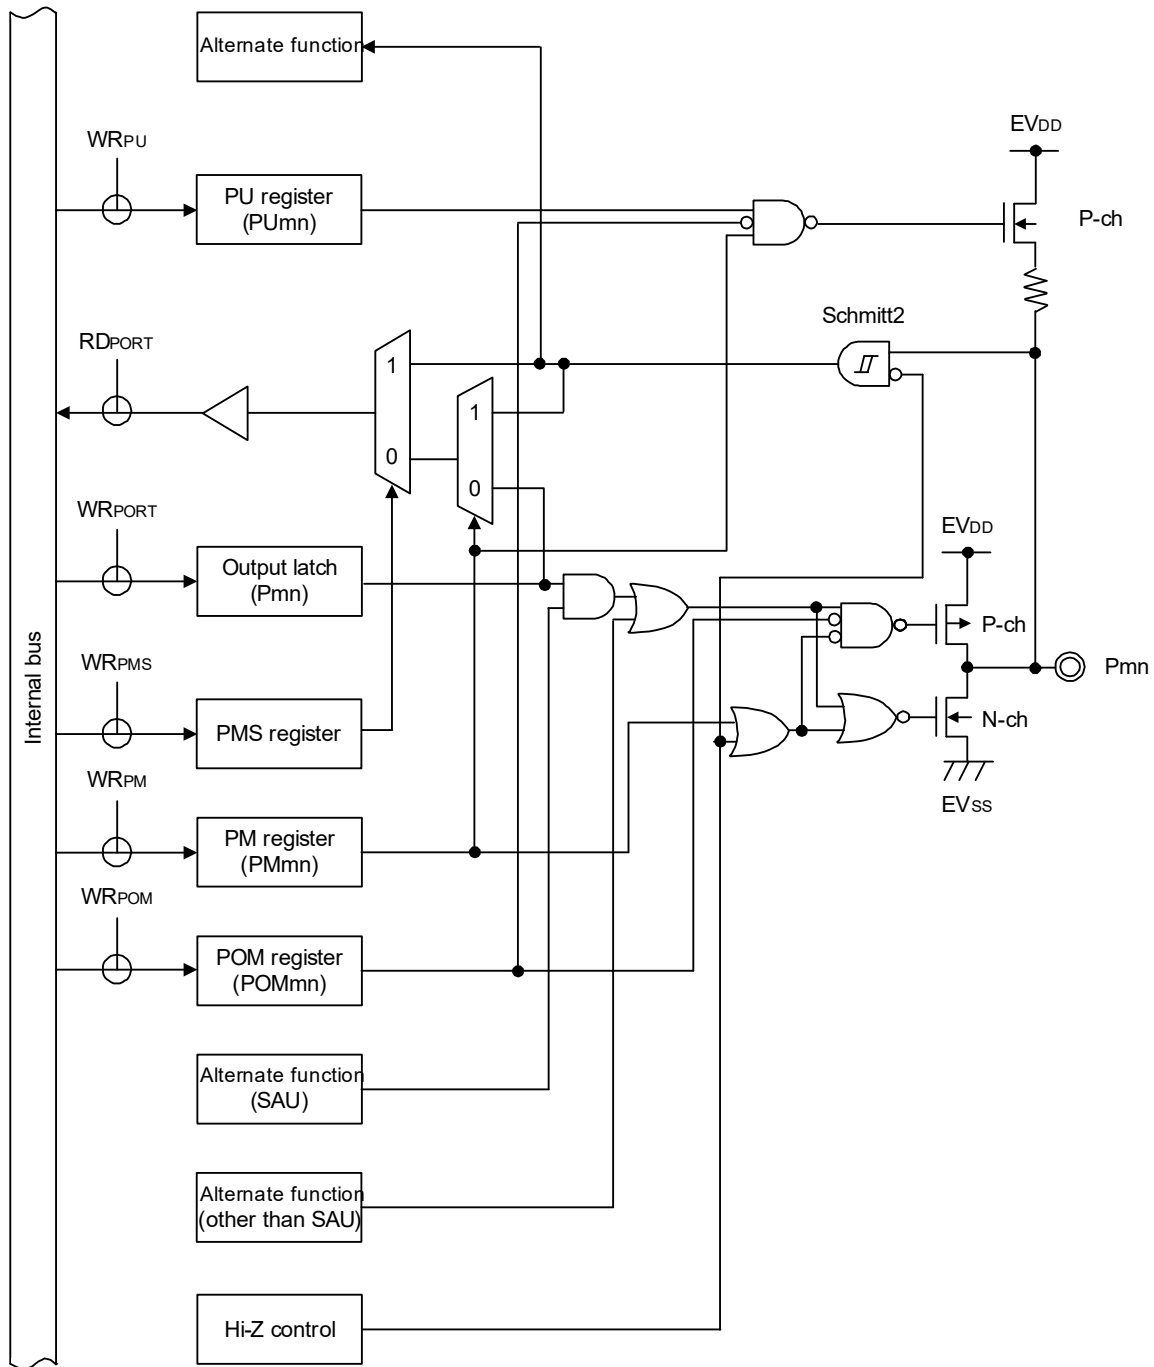 Alternate function
WRPU
EVDD
PU register
(PUmn)
P-ch
Schmitt2
RDPORT
1
1
0
0
WRPORT
EVDD
Output latch
(Pmn)
P-ch
Internal bus
WRPMS
Pmn
PMS register
N-ch
WRPM
EVSS
PM register
(PMmn)
WRPOM
POM register
(POMmn)
Alternate function
(SAU)
Alternate function
(other than SAU)
Hi-Z control